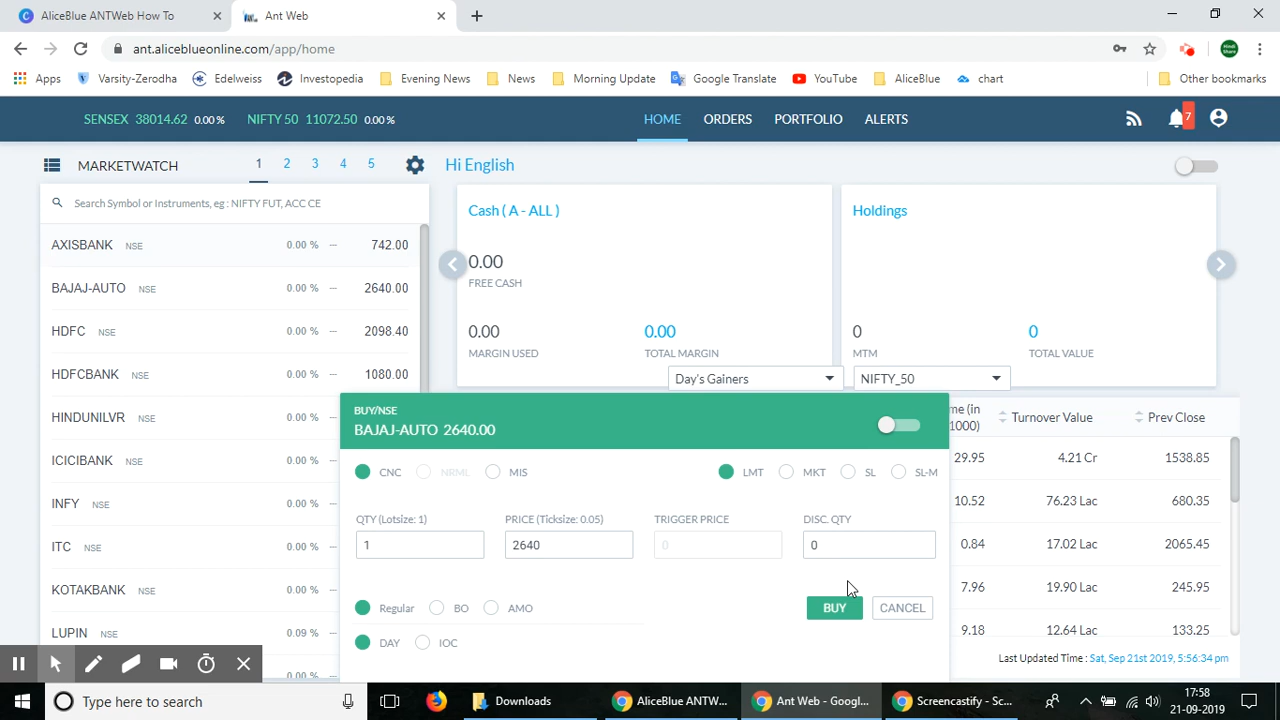 AliceBlue ANTWeb How To
Ant Web
ant.aliceblueonline.com/app/home
Apps Varsity-Zerodha Edelweiss Investopedia Evening News News Morning Update Google Translate YouTube AliceBlue chart Other bookmarks
SENSEX 38014.62 0.00 % NIFTY 50 11072.50 0.00 % HOME ORDERS PORTFOLIO ALERTS 7
MARKETWATCH 1 2 3 4 5 Hi English
Search Symbol or Instruments, eg : NIFTY FUT, ACC CE
Cash ( A - ALL ) Holdings
AXISBANK NSE 0.00 % 742.00
0.00
FREE CASH
BAJAJ-AUTO NSE 0.00 % 2640.00
HDFC NSE 0.00 % 2098.40
0.00 0.00 0 0
MARGIN USED TOTAL MARGIN MTM TOTAL VALUE
HDFCBANK NSE 0.00 % 1080.00
Day's Gainers NIFTY_50
HINDUNILVR
ICICIBANK
INFY NSE
ITC NSE
KOTAKBANK
LUPIN NSE 0.09 %
0.00 %
BUY/NSE
BAJAJ-AUTO 2640.00
CNC NRML MIS LMT MKT SL SL-M
QTY (Lotsize: 1) PRICE (Ticksize: 0.05) TRIGGER PRICE DISC. QTY
1 2640 0 0
Regular BO AMO BUY CANCEL
DAY IOC
me (in
1000) Turnover Value Prev Close
29.95 4.21 Cr 1538.85
10.52 76.23 Lac 680.35
0.84 17.02 Lac 2065.45
7.96 19.90 Lac 245.95
9.18 12.64 Lac 133.25
Last Updated Time : Sat, Sep 21st 2019, 5:56:34 pm
Type here to search Downloads AliceBlue ANTW... Ant Web - Googl... Screencastify - Sc... 17:58
21-09-2019